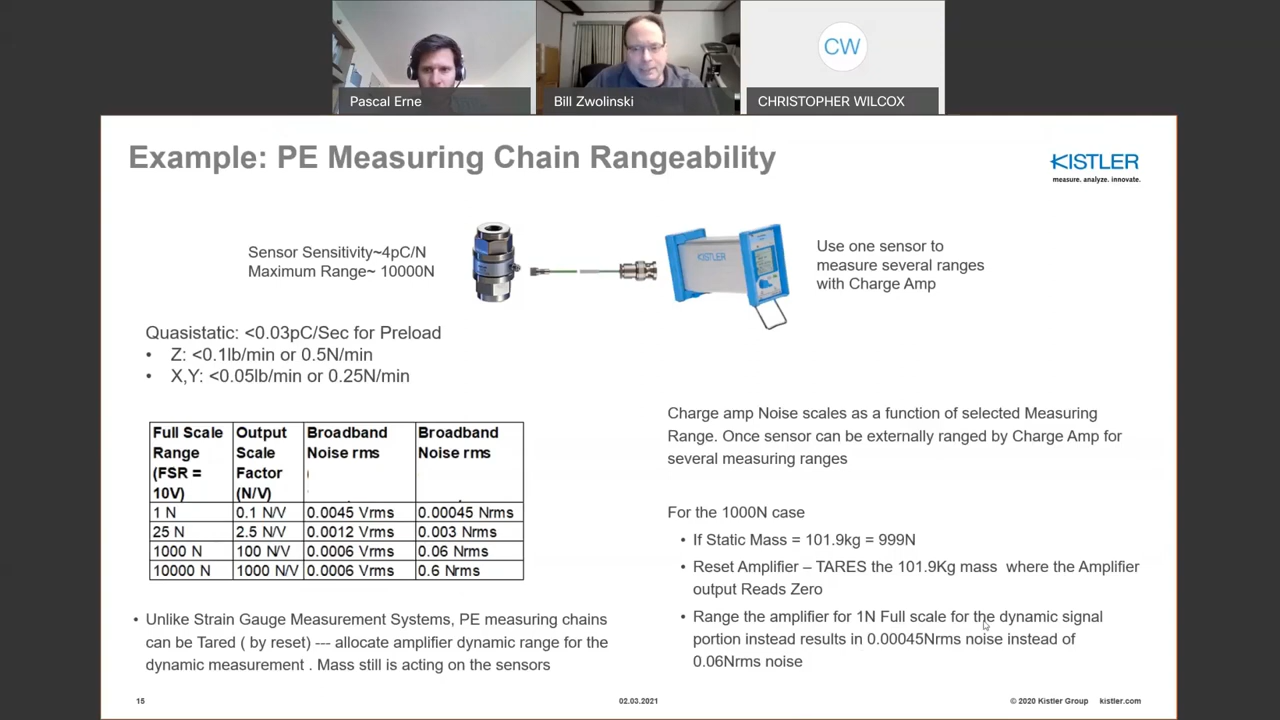 CW
Pascal Erne
Bill Zwolinski
CHRISTOPHER WILCOX
Example: PE Measuring Chain Rangeability
KISTLER
measure. analyze. innovate.
Sensor Sensitivity~4pC/N
Maximum Range~ 10000N
KISTLER
Use one sensor to
measure several ranges
with Charge Amp
Quasistatic: <0.03pC/Sec for Preload
• Z: <0.1lb/min or 0.5N/min
• X,Y: <0.05lb/min or 0.25N/min
Full Scale Range (FSR = 10V) Output Scale Factor (N/V) Broadband Noise rms Broadband Noise rms
1 N 0.1 N/V 0.0045 Vrms 0.00045 Nrms
25 N 2.5 N/V 0.0012 Vrms 0.003 Nrms
1000 N 100 N/V 0.0006 Vrms 0.06 Nrms
10000 N 1000 N/V 0.0006 Vrms 0.6 Nrms
• Unlike Strain Gauge Measurement Systems, PE measuring chains
can be Tared ( by reset) --- allocate amplifier dynamic range for the
dynamic measurement . Mass still is acting on the sensors
Charge amp Noise scales as a function of selected Measuring
Range. Once sensor can be externally ranged by Charge Amp for
several measuring ranges
For the 1000N case
• If Static Mass = 101.9kg = 999N
• Reset Amplifier – TARES the 101.9Kg mass where the Amplifier
output Reads Zero
• Range the amplifier for 1N Full scale for the dynamic signal
portion instead results in 0.00045Nrms noise instead of
0.06Nrms noise
15
02.03.2021
© 2020 Kistler Group kistler.com